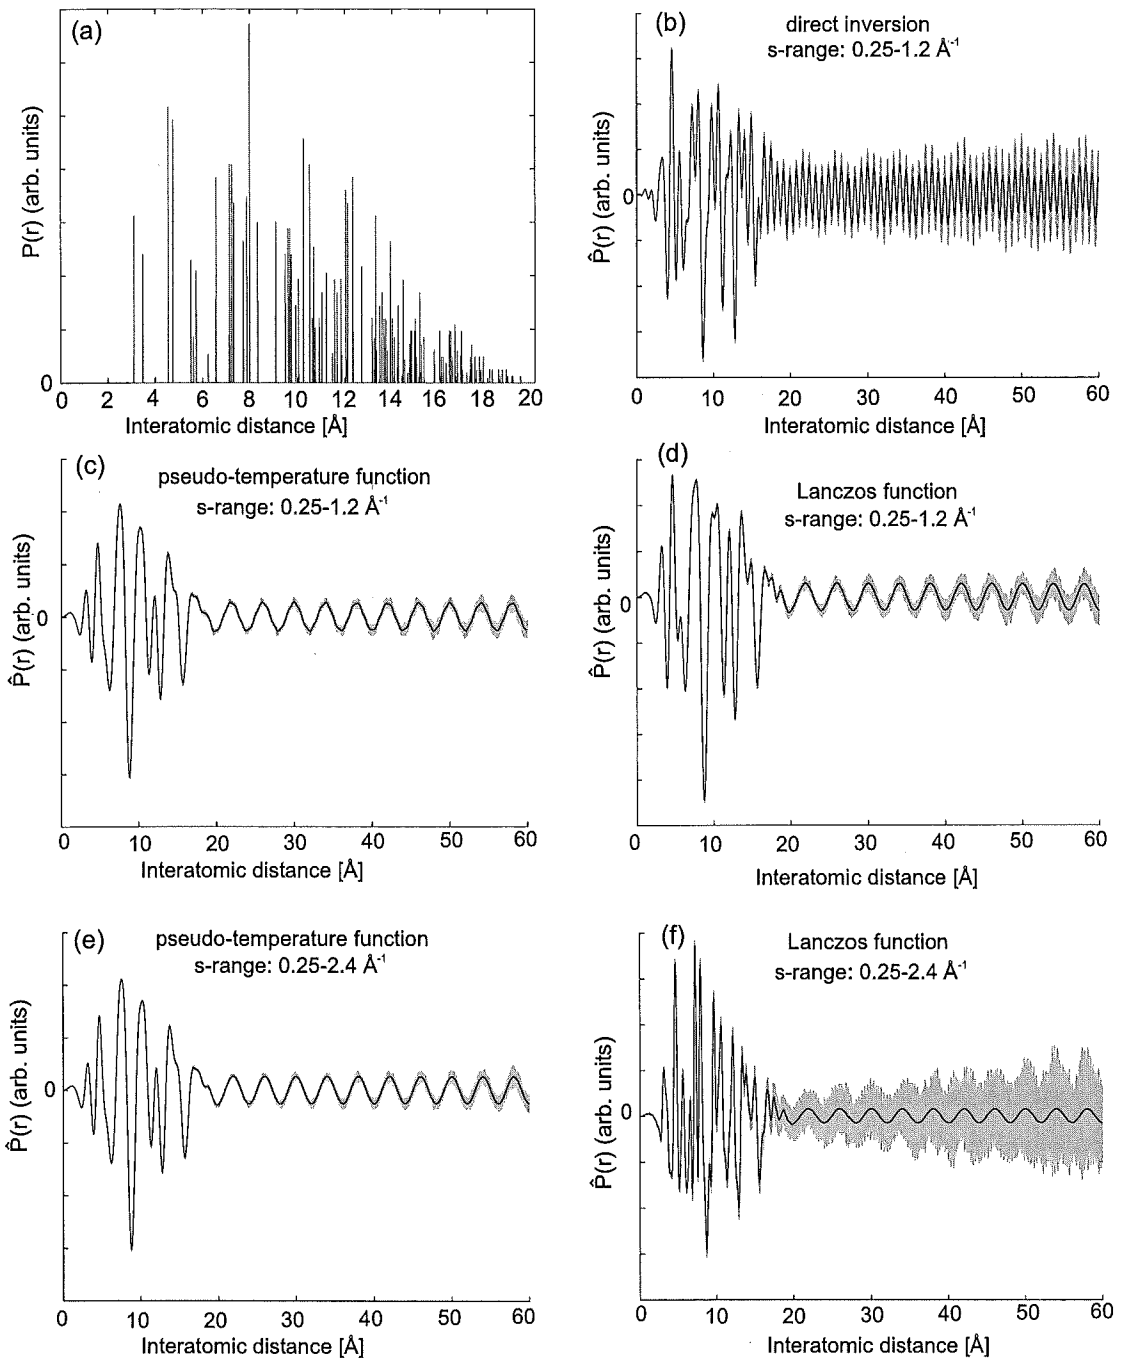 (a)
P(r) (arb. units)
0
0 2 4 6 8 10 12 14 16 18 20
Interatomic distance [Å]
(b)
direct inversion
s-range: 0.25-1.2 Å⁻¹
P̂(r) (arb. units)
0
0 10 20 30 40 50 60
Interatomic distance [Å]
(c)
pseudo-temperature function
s-range: 0.25-1.2 Å⁻¹
P̂(r) (arb. units)
0
0 10 20 30 40 50 60
Interatomic distance [Å]
(d)
Lanczos function
s-range: 0.25-1.2 Å⁻¹
P̂(r) (arb. units)
0
0 10 20 30 40 50 60
Interatomic distance [Å]
(e)
pseudo-temperature function
s-range: 0.25-2.4 Å⁻¹
P̂(r) (arb. units)
0
0 10 20 30 40 50 60
Interatomic distance [Å]
(f)
Lanczos function
s-range: 0.25-2.4 Å⁻¹
P̂(r) (arb. units)
0
0 10 20 30 40 50 60
Interatomic distance [Å]